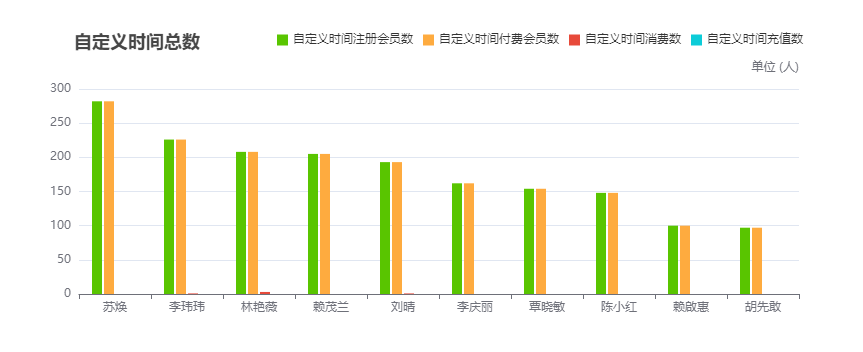 自定义时间总数
自定义时间注册会员数 自定义时间付费会员数 自定义时间消费数 自定义时间充值数
单位 (人)
300
250
200
150
100
50
0
苏焕 李玮玮 林艳薇 赖茂兰 刘晴 李庆丽 覃晓敏 陈小红 赖啟惠 胡先敢